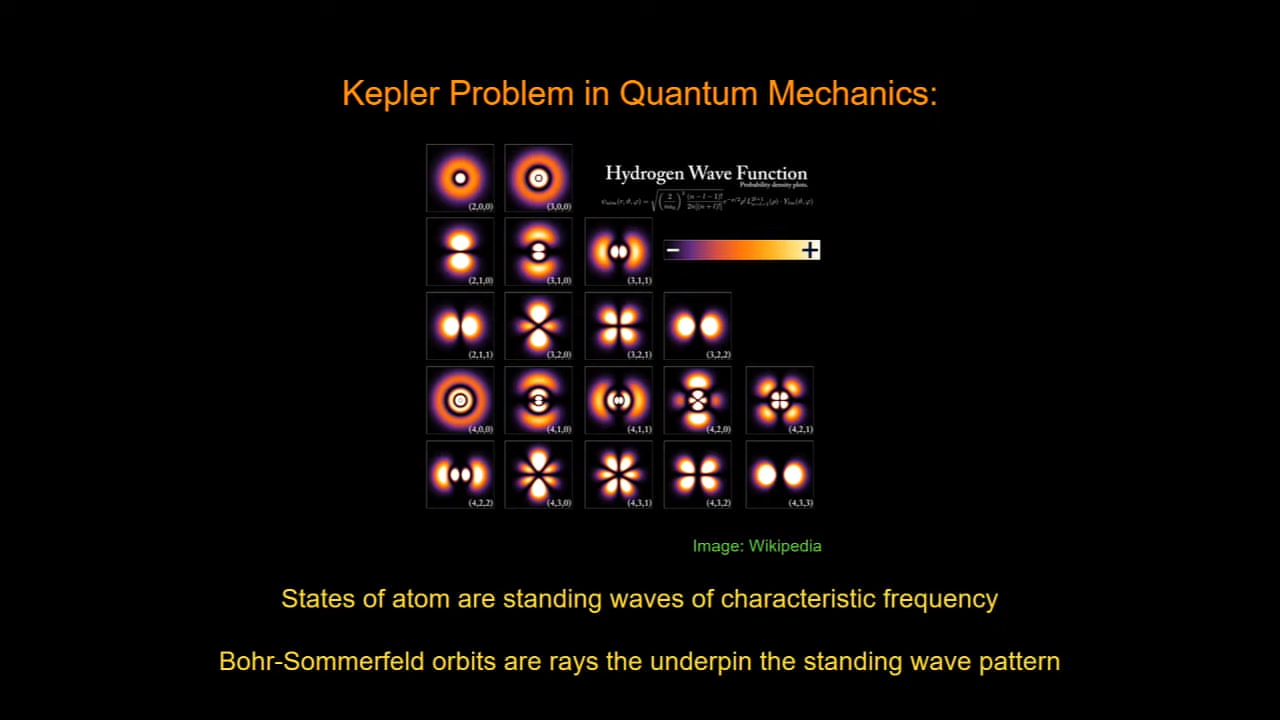 Kepler Problem in Quantum Mechanics:
Hydrogen Wave Function
Probability density plots.
− +
(2,0,0) (3,0,0)
(2,1,0) (3,1,0) (3,1,1)
(2,1,1) (3,2,0) (3,2,1) (3,2,2)
(4,0,0) (4,1,0) (4,1,1) (4,2,0) (4,2,1)
(4,2,2) (4,3,0) (4,3,1) (4,3,2) (4,3,3)
Image: Wikipedia
States of atom are standing waves of characteristic frequency
Bohr-Sommerfeld orbits are rays the underpin the standing wave pattern